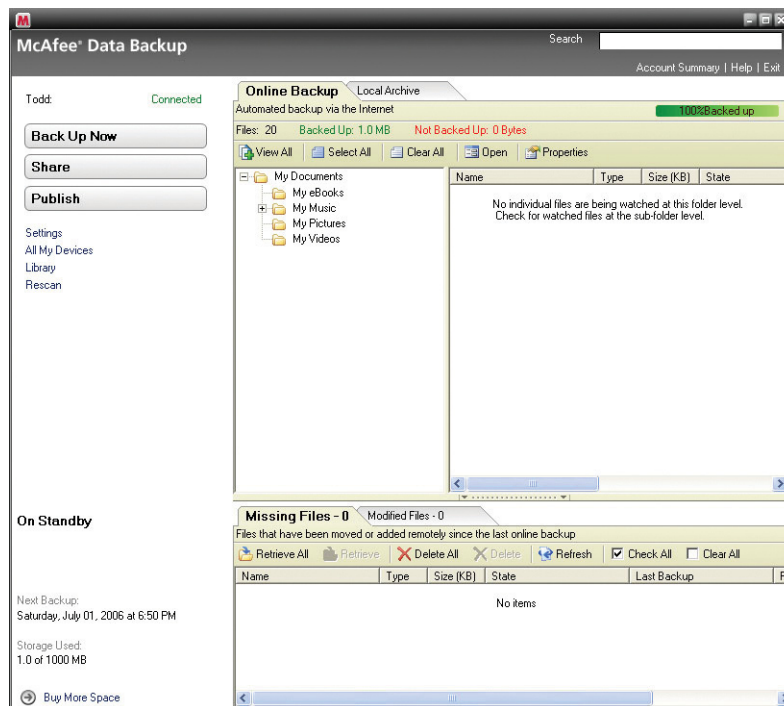 McAfee® Data Backup
Search
Account Summary | Help | Exit
Todd: Connected
Back Up Now
Share
Publish
Settings
All My Devices
Library
Rescan
On Standby
Next Backup:
Saturday, July 01, 2006 at 6:50 PM
Storage Used:
1.0 of 1000 MB
Buy More Space
Online Backup Local Archive
Automated backup via the Internet 100%Backed up
Files: 20 Backed Up: 1.0 MB Not Backed Up: 0 Bytes
View All Select All Clear All Open Properties
My Documents
My eBooks
My Music
My Pictures
My Videos
Name Type Size (KB) State
No individual files are being watched at this folder level.
Check for watched files at the sub-folder level.
Missing Files - 0 Modified Files - 0
Files that have been moved or added remotely since the last online backup
Retrieve All Retrieve Delete All Delete Refresh Check All Clear All
Name Type Size (KB) State Last Backup
No items